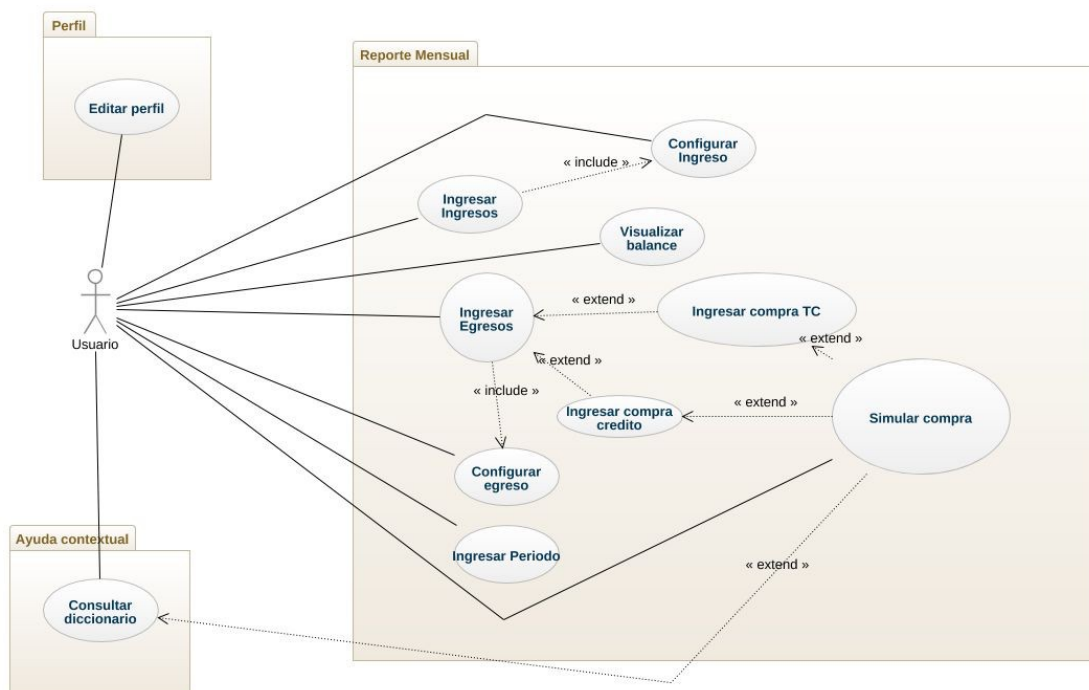 Perfil
Editar perfil
Reporte Mensual
Configurar
Ingreso
« include »
Ingresar
Ingresos
Visualizar
balance
Ingresar
Egresos
« extend »
Ingresar compra TC
« extend »
« extend »
« include »
Ingresar compra
credito
« extend »
Simular compra
Usuario
Configurar
egreso
Ingresar Periodo
« extend »
Ayuda contextual
Consultar
diccionario